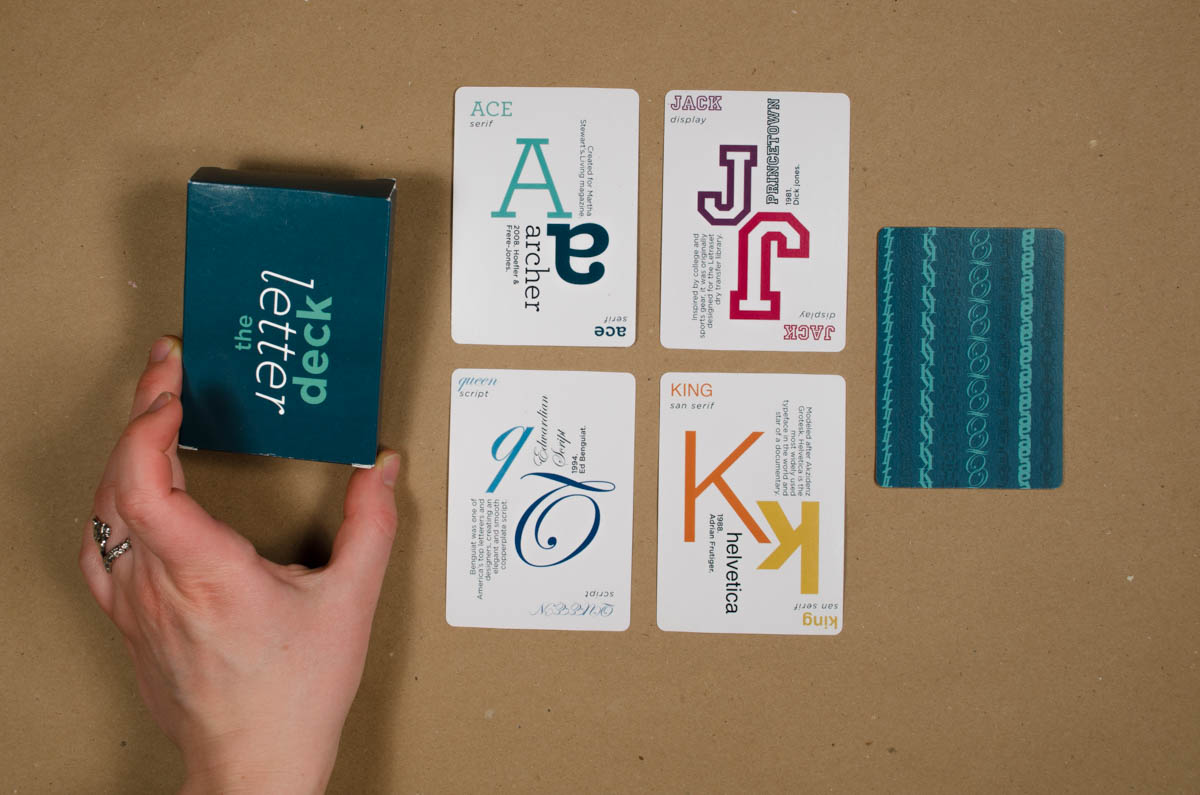 the
letter
deck
ACE
serif
A
a
Created for Martha
Stewart's Living magazine.
archer
2008. Hoefler &
Frere-Jones.
ace
serif
JACK
display
J
J
PRINCETOWN
1981.
Dick Jones.
Inspired by college and
sports gear, it was originally
designed for the Letraset
dry transfer library.
JACK
display
queen
script
q
Q
Edwardian
Script
1994.
Ed Benguiat.
Benguiat was one of
America's top letterers and
designers, creating an
elegant and smooth
copperplate script.
QUEEN
script
KING
san serif
K
k
Modeled after Akzidenz
Grotesk, Helvetica is the
most widely used
typeface in the world and
star of a documentary.
helvetica
1988.
Adrian Frutiger.
king
san serif